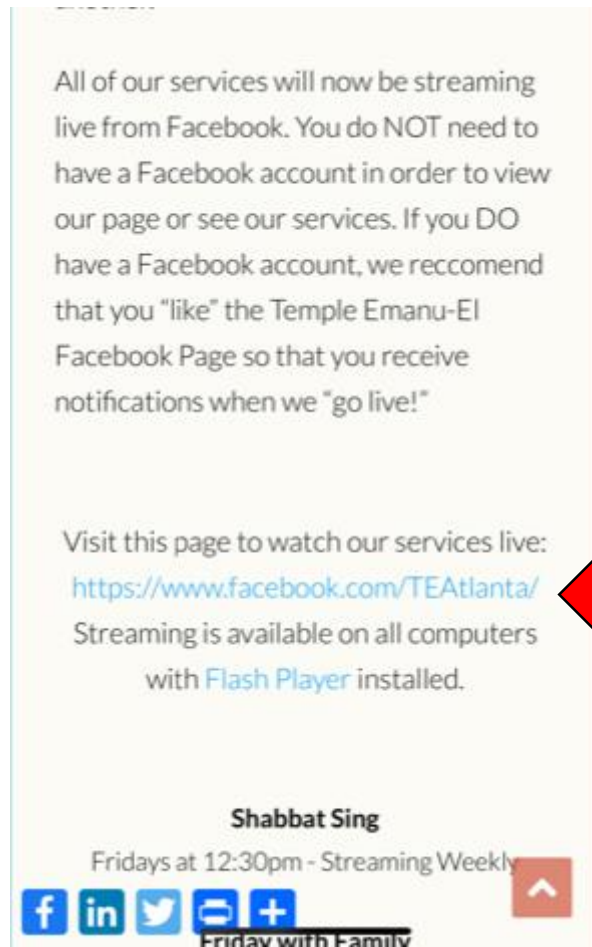 All of our services will now be streaming
live from Facebook. You do NOT need to
have a Facebook account in order to view
our page or see our services. If you DO
have a Facebook account, we reccomend
that you “like” the Temple Emanu-El
Facebook Page so that you receive
notifications when we “go live!”
Visit this page to watch our services live:
https://www.facebook.com/TEAtlanta/
Streaming is available on all computers
with Flash Player installed.
Shabbat Sing
Fridays at 12:30pm - Streaming Weekly
f in
Friday with Family